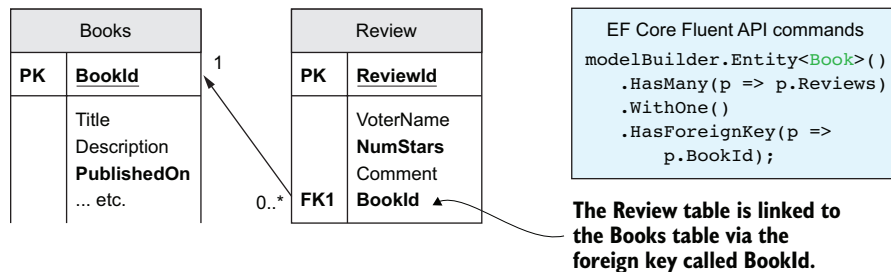 Books
PK BookId
Title
Description
PublishedOn
... etc.
1
0..*
Review
PK ReviewId
VoterName
NumStars
Comment
FK1 BookId
EF Core Fluent API commands
modelBuilder.Entity<Book>()
.HasMany(p => p.Reviews)
.WithOne()
.HasForeignKey(p =>
p.BookId);
The Review table is linked to
the Books table via the
foreign key called BookId.